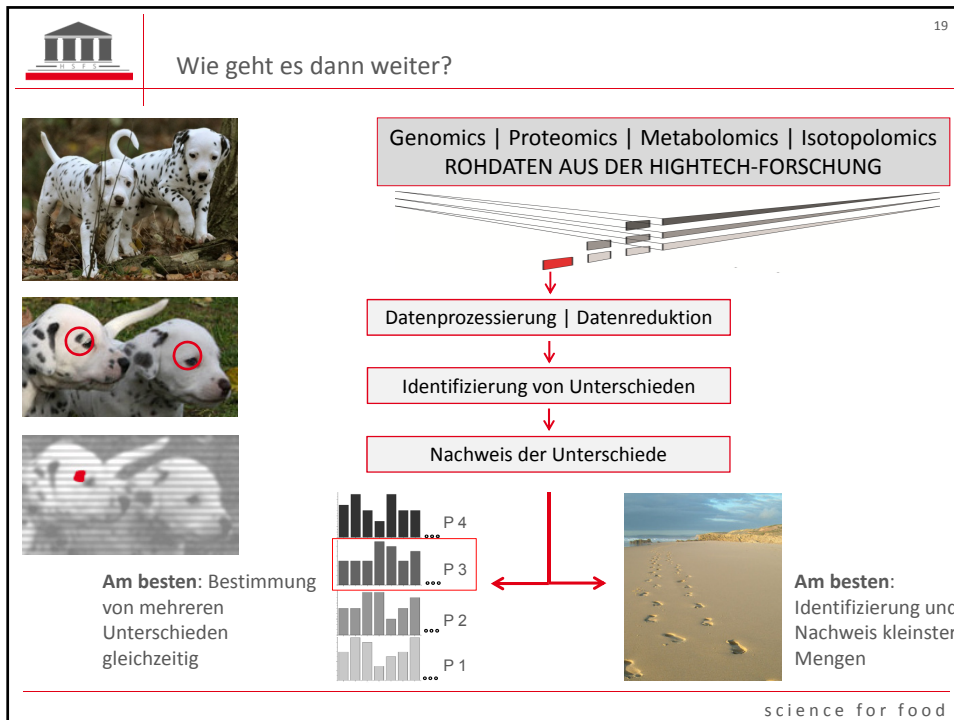 19
HSFS
Wie geht es dann weiter?
Genomics | Proteomics | Metabolomics | Isotopolomics
ROHDATEN AUS DER HIGHTECH-FORSCHUNG
Datenprozessierung | Datenreduktion
Identifizierung von Unterschieden
Nachweis der Unterschiede
P 4
P 3
P 2
P 1
Am besten: Bestimmung
von mehreren
Unterschieden
gleichzeitig
Am besten:
Identifizierung und
Nachweis kleinster
Mengen
science for food